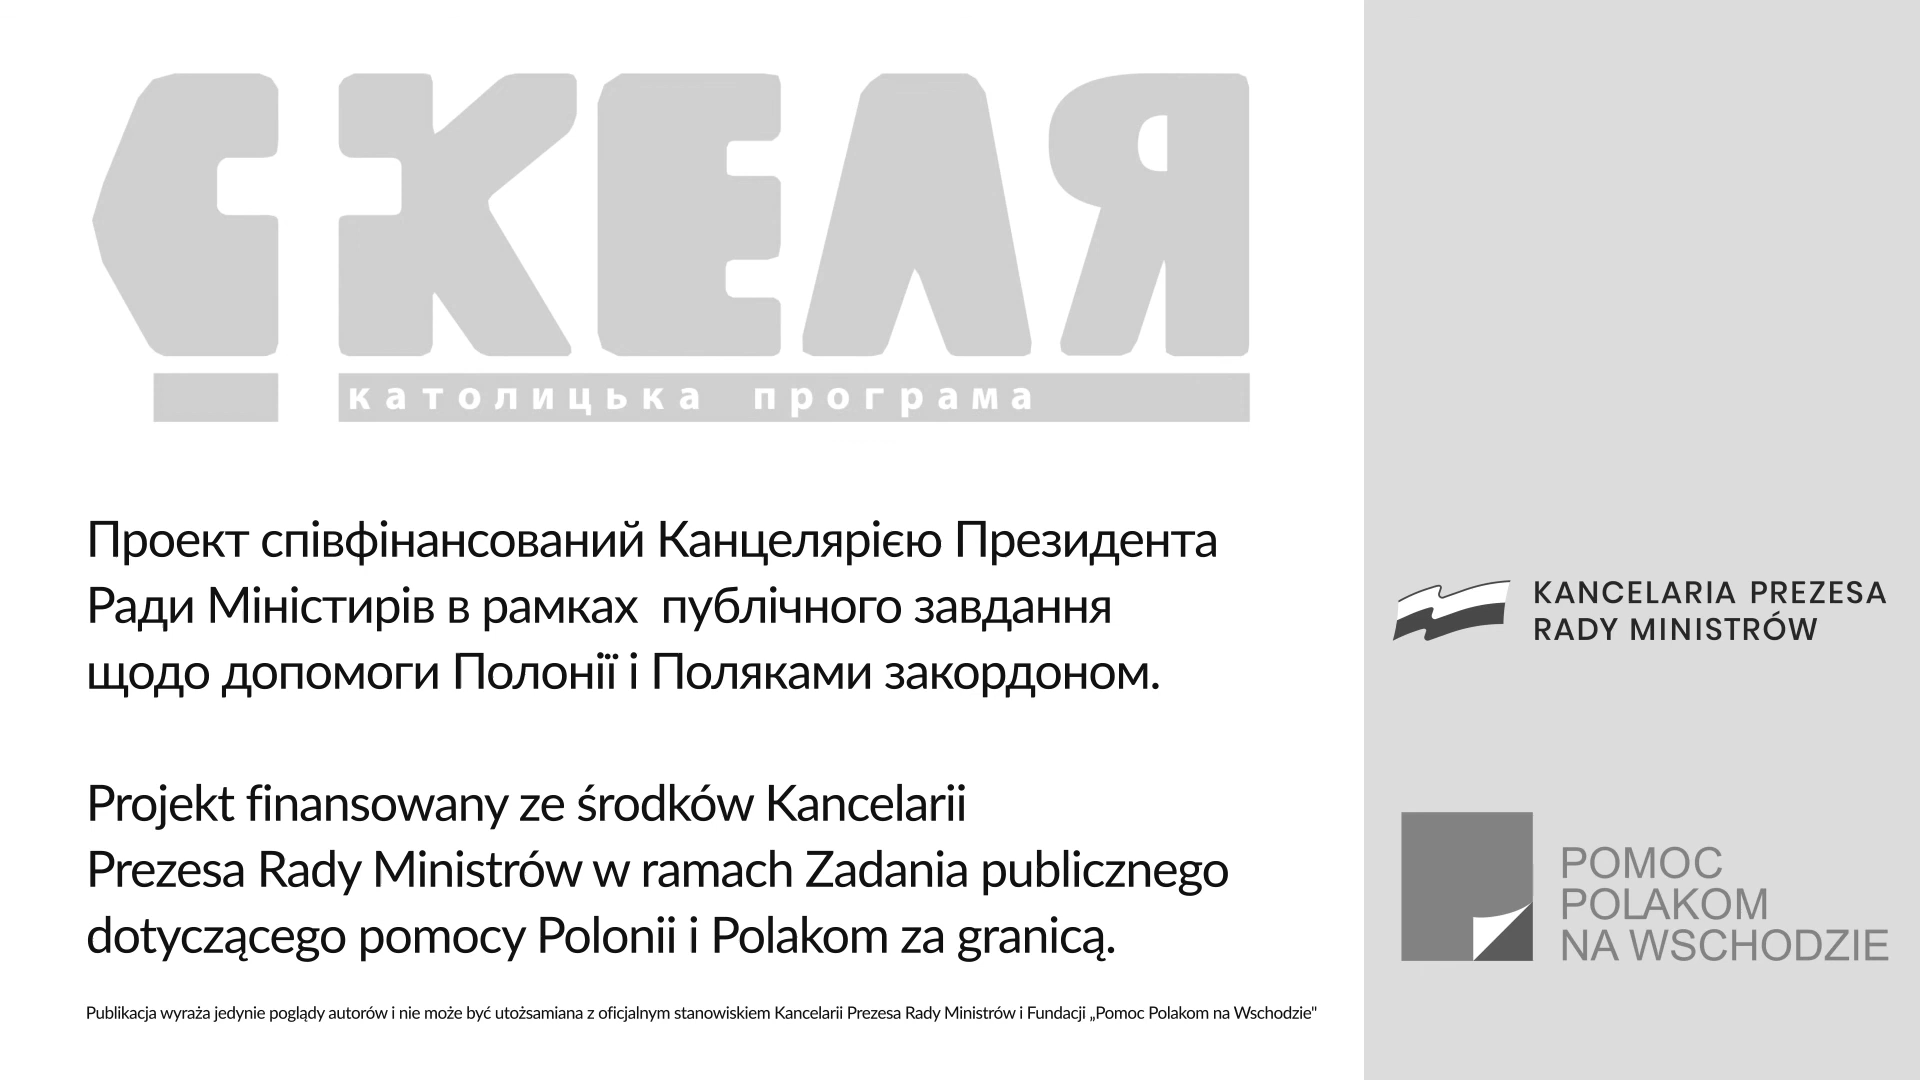 СКЕЛЯ
католицька програма
Проект співфінансований Канцелярією Президента
Ради Міністирів в рамках публічного завдання
щодо допомоги Полонії і Поляками закордоном.
Projekt finansowany ze środków Kancelarii
Prezesa Rady Ministrów w ramach Zadania publicznego
dotyczącego pomocy Polonii i Polakom za granicą.
Publikacja wyraża jedynie poglądy autorów i nie może być utożsamiana z oficjalnym stanowiskiem Kancelarii Prezesa Rady Ministrów i Fundacji „Pomoc Polakom na Wschodzie"
KANCELARIA PREZESA
RADY MINISTRÓW
POMOC
POLAKOM
NA WSCHODZIE